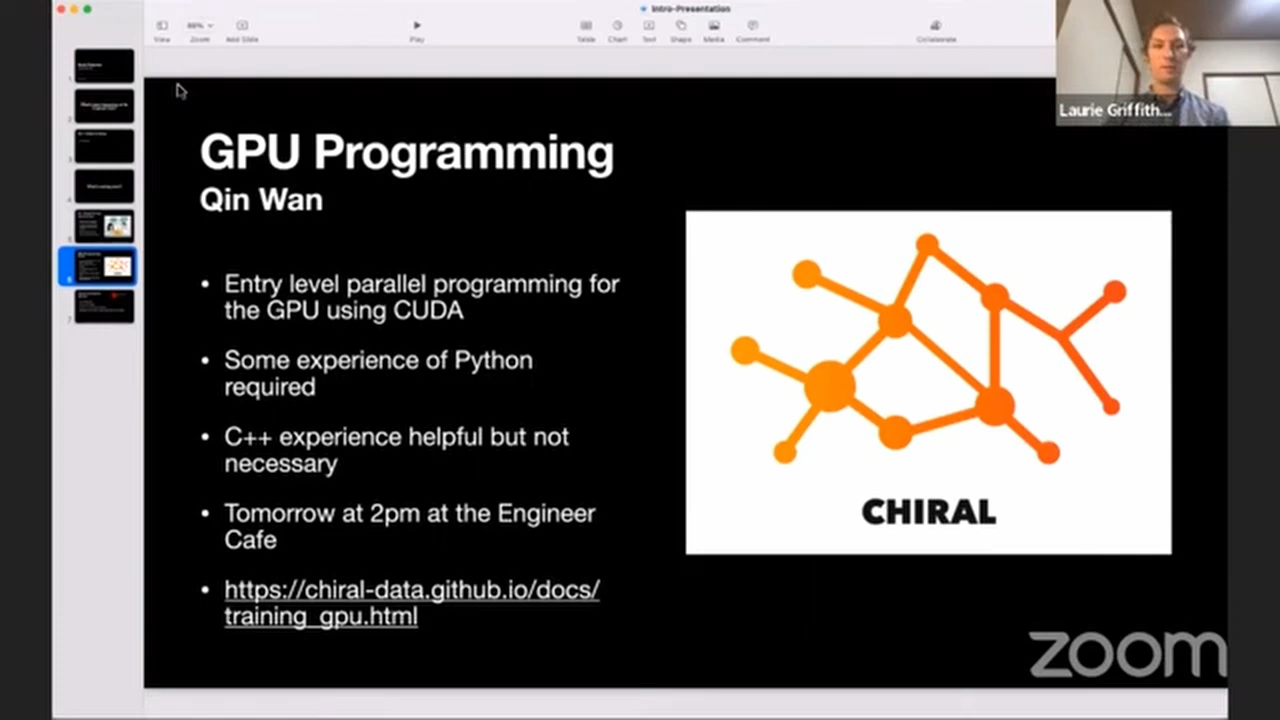 Intro-Presentation
View
Zoom
Add Slide
Play
Table
Chart
Text
Shape
Media
Comment
Collaborate
Laurie Griffith...
GPU Programming
Qin Wan
• Entry level parallel programming for
the GPU using CUDA
• Some experience of Python
required
• C++ experience helpful but not
necessary
• Tomorrow at 2pm at the Engineer
Cafe
• https://chiral-data.github.io/docs/
training_gpu.html
CHIRAL
zoom